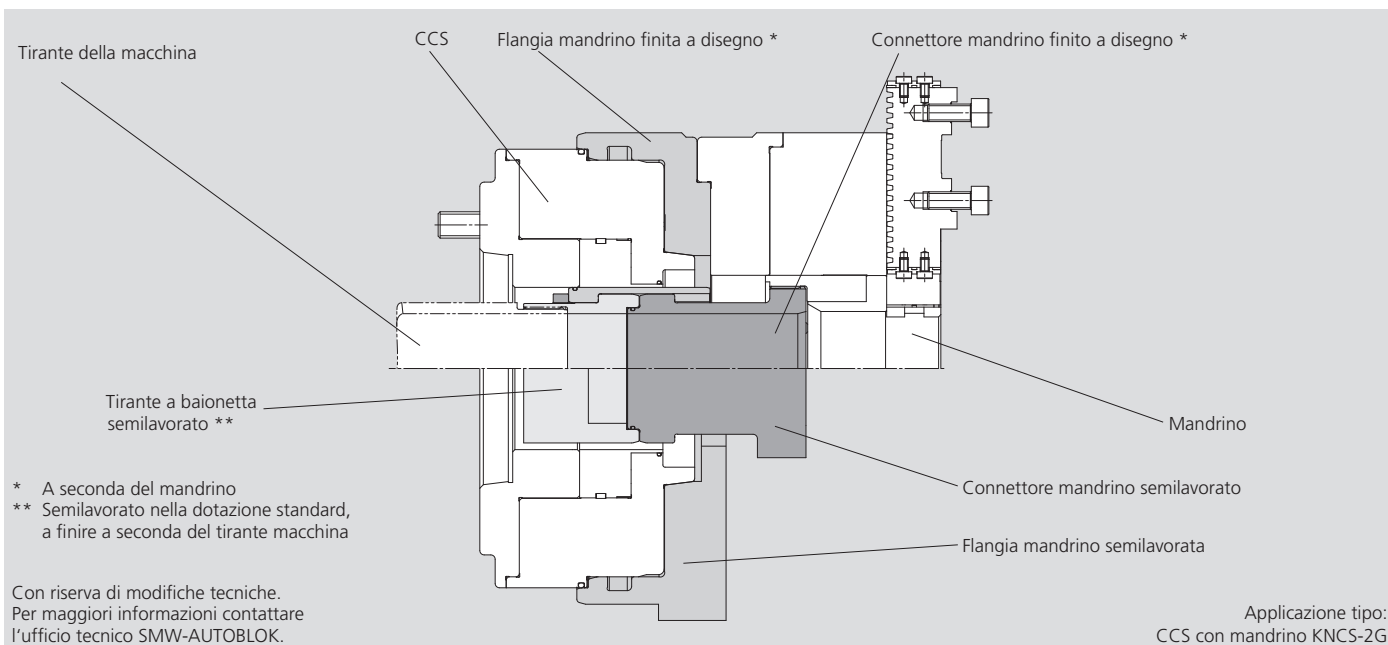 Tirante della macchina
CCS
Flangia mandrino finita a disegno *
Connettore mandrino finito a disegno *
Tirante a baionetta
semilavorato **
Mandrino
Connettore mandrino semilavorato
Flangia mandrino semilavorata
* A seconda del mandrino
** Semilavorato nella dotazione standard,
a finire a seconda del tirante macchina
Con riserva di modifiche tecniche.
Per maggiori informazioni contattare
l‘ufficio tecnico SMW-AUTOBLOK.
Applicazione tipo:
CCS con mandrino KNCS-2G